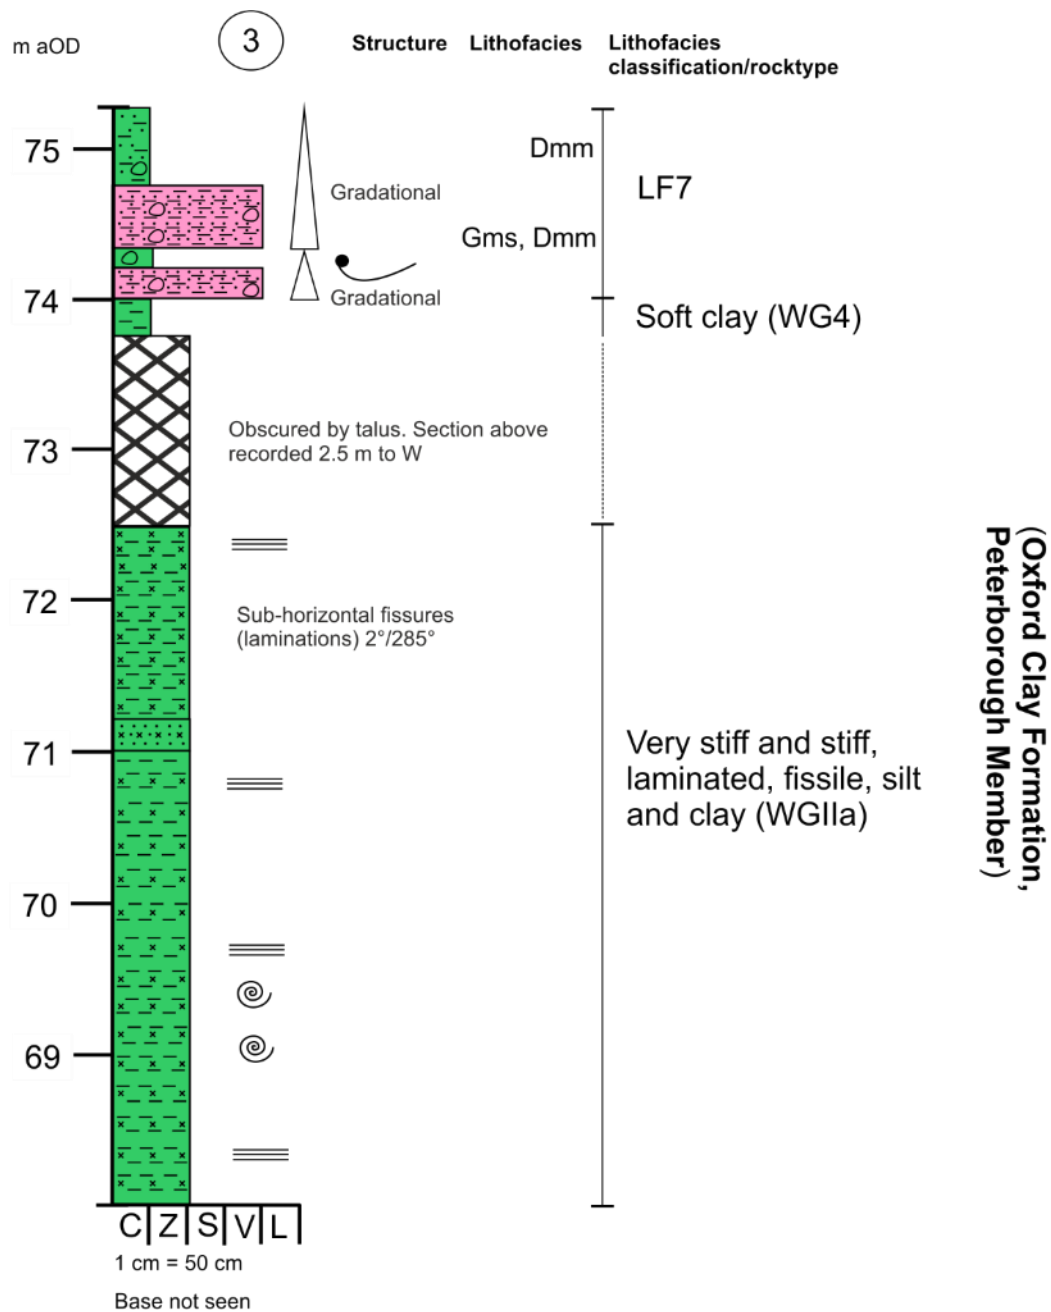 m aOD
3
Structure
Lithofacies
Lithofacies
classification/rocktype
75
Dmm
Gradational
LF7
Gms, Dmm
74
Gradational
Soft clay (WG4)
73
Obscured by talus. Section above
recorded 2.5 m to W
72
Sub-horizontal fissures
(laminations) 2°/285°
71
Very stiff and stiff,
laminated, fissile, silt
and clay (WGIIa)
(Oxford Clay Formation,
Peterborough Member)
70
69
C Z S V L
1 cm = 50 cm
Base not seen